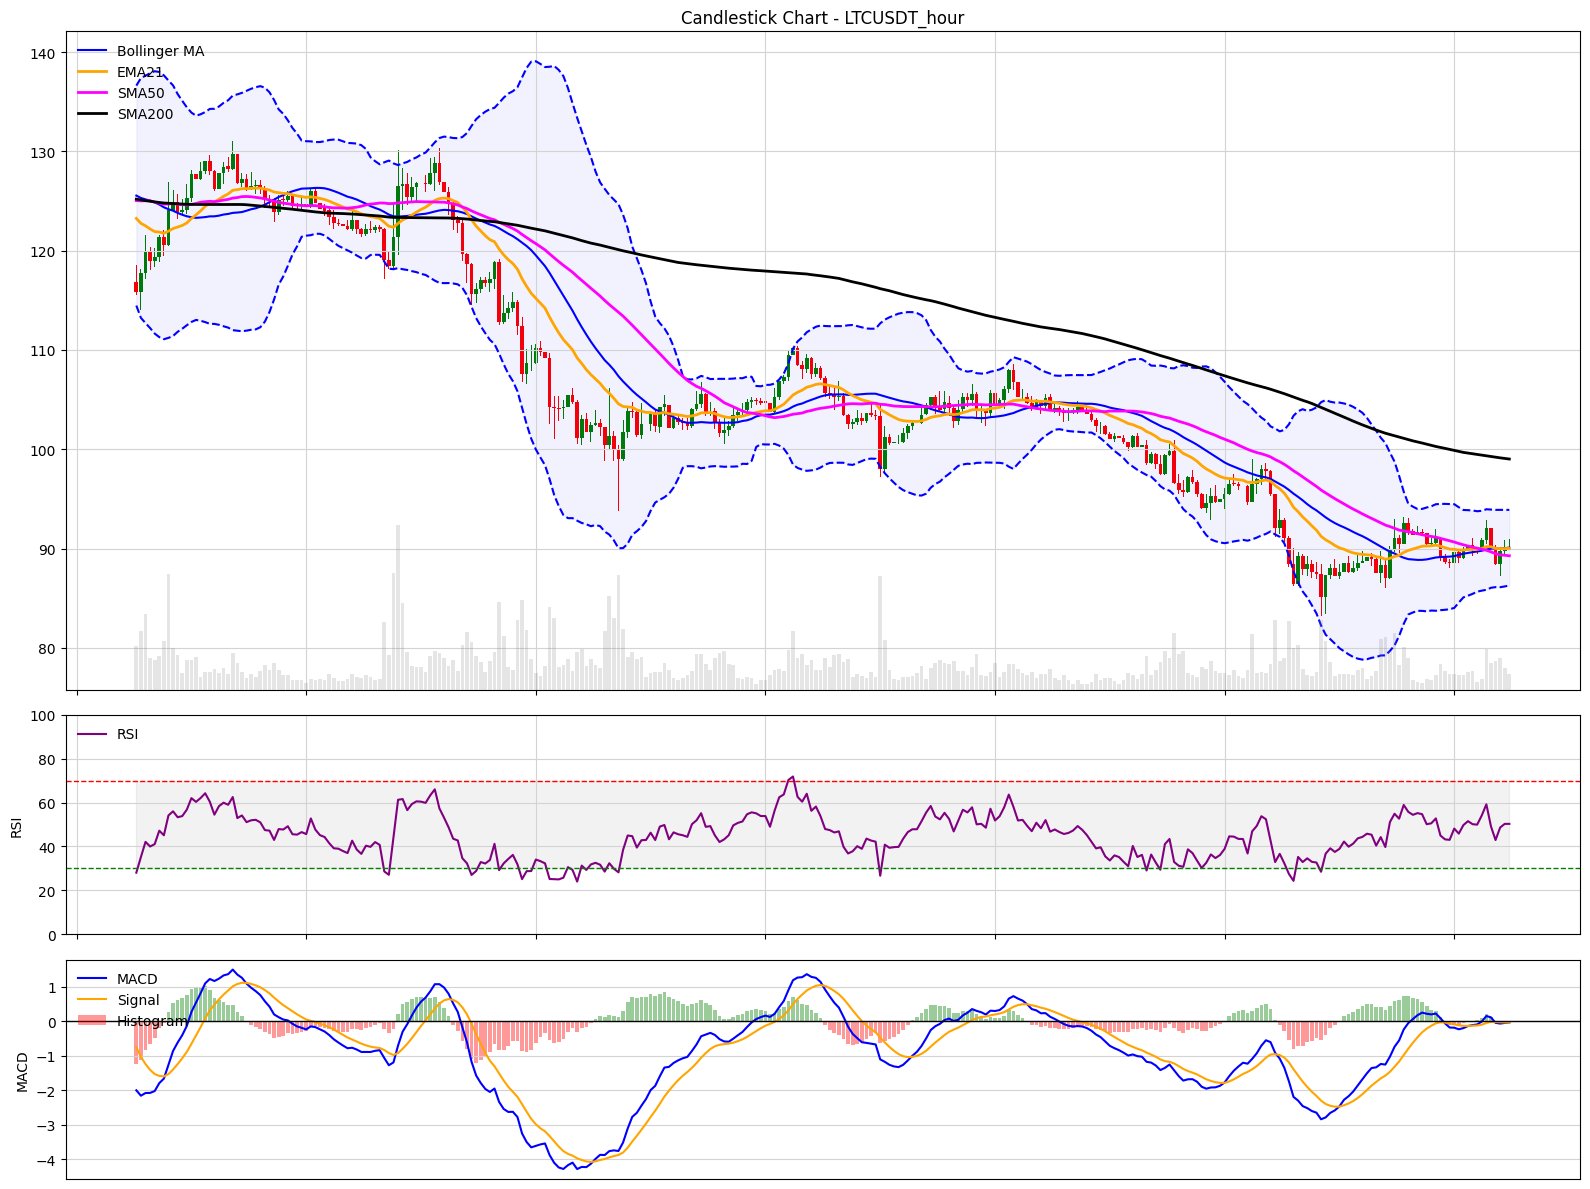 Candlestick Chart - LTCUSDT_hour
Bollinger MA
EMA21
SMA50
SMA200
140
130
120
110
100
90
80
RSI
100
80
60
40
20
0
RSI
MACD
Signal
Histogram
1
0
−1
−2
−3
−4
MACD